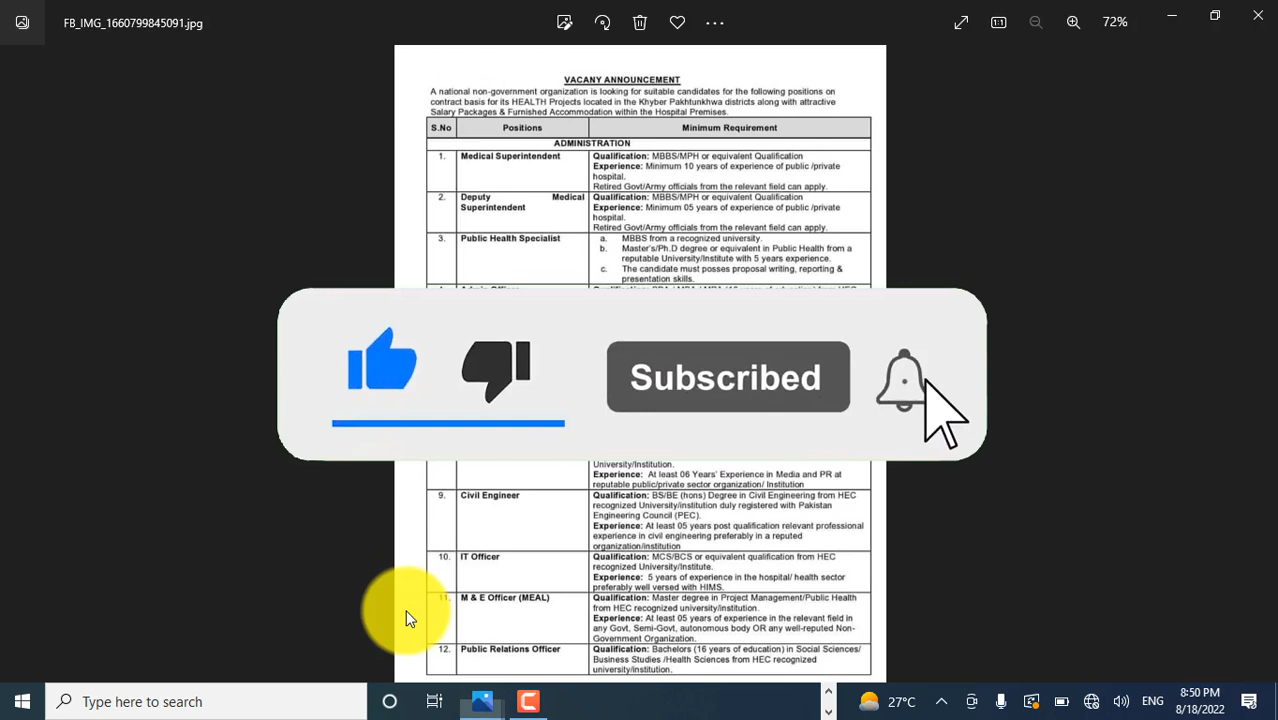 FB_IMG_1660799845091.jpg
72%
VACANY ANNOUNCEMENT
A national non-government organization is looking for suitable candidates for the following positions on
contract basis for its HEALTH Projects located in the Khyber Pakhtunkhwa districts along with attractive
Salary Packages & Furnished Accommodation within the Hospital Premises.
S.No Positions Minimum Requirement
ADMINISTRATION
1. Medical Superintendent Qualification: MBBS/MPH or equivalent Qualification
Experience: Minimum 10 years of experience of public /private
hospital.
Retired Govt/Army officials from the relevant field can apply.
2. Deputy Medical Qualification: MBBS/MPH or equivalent Qualification
Superintendent Experience: Minimum 05 years of experience of public /private
hospital.
Retired Govt/Army officials from the relevant field can apply.
3. Public Health Specialist a. MBBS from a recognized university.
b. Master's/Ph.D degree or equivalent in Public Health from a
reputable University/Institute with 5 years experience.
c. The candidate must posses proposal writing, reporting &
presentation skills.
Subscribed
University/Institution.
Experience: At least 06 Years' Experience in Media and PR at
reputable public/private sector organization/ Institution
9. Civil Engineer Qualification: BS/BE (hons) Degree in Civil Engineering from HEC
recognized University/institution duly registered with Pakistan
Engineering Council (PEC).
Experience: At least 05 years post qualification relevant professional
experience in civil engineering preferably in a reputed
organization/institution
10. IT Officer Qualification: MCS/BCS or equivalent qualification from HEC
recognized University/Institute.
Experience: 5 years of experience in the hospital/ health sector
preferably well versed with HIMS.
11. M & E Officer (MEAL) Qualification: Master degree in Project Management/Public Health
from HEC recognized university/institution.
Experience: At least 05 years of experience in the relevant field in
any Govt, Semi-Govt, autonomous body OR any well-reputed Non-
Government Organization.
12. Public Relations Officer Qualification: Bachelors (16 years of education) in Social Sciences/
Business Studies /Health Sciences from HEC recognized
university/institution.
Type here to search
27°C
ENG
6:50 PM
8/18/2022